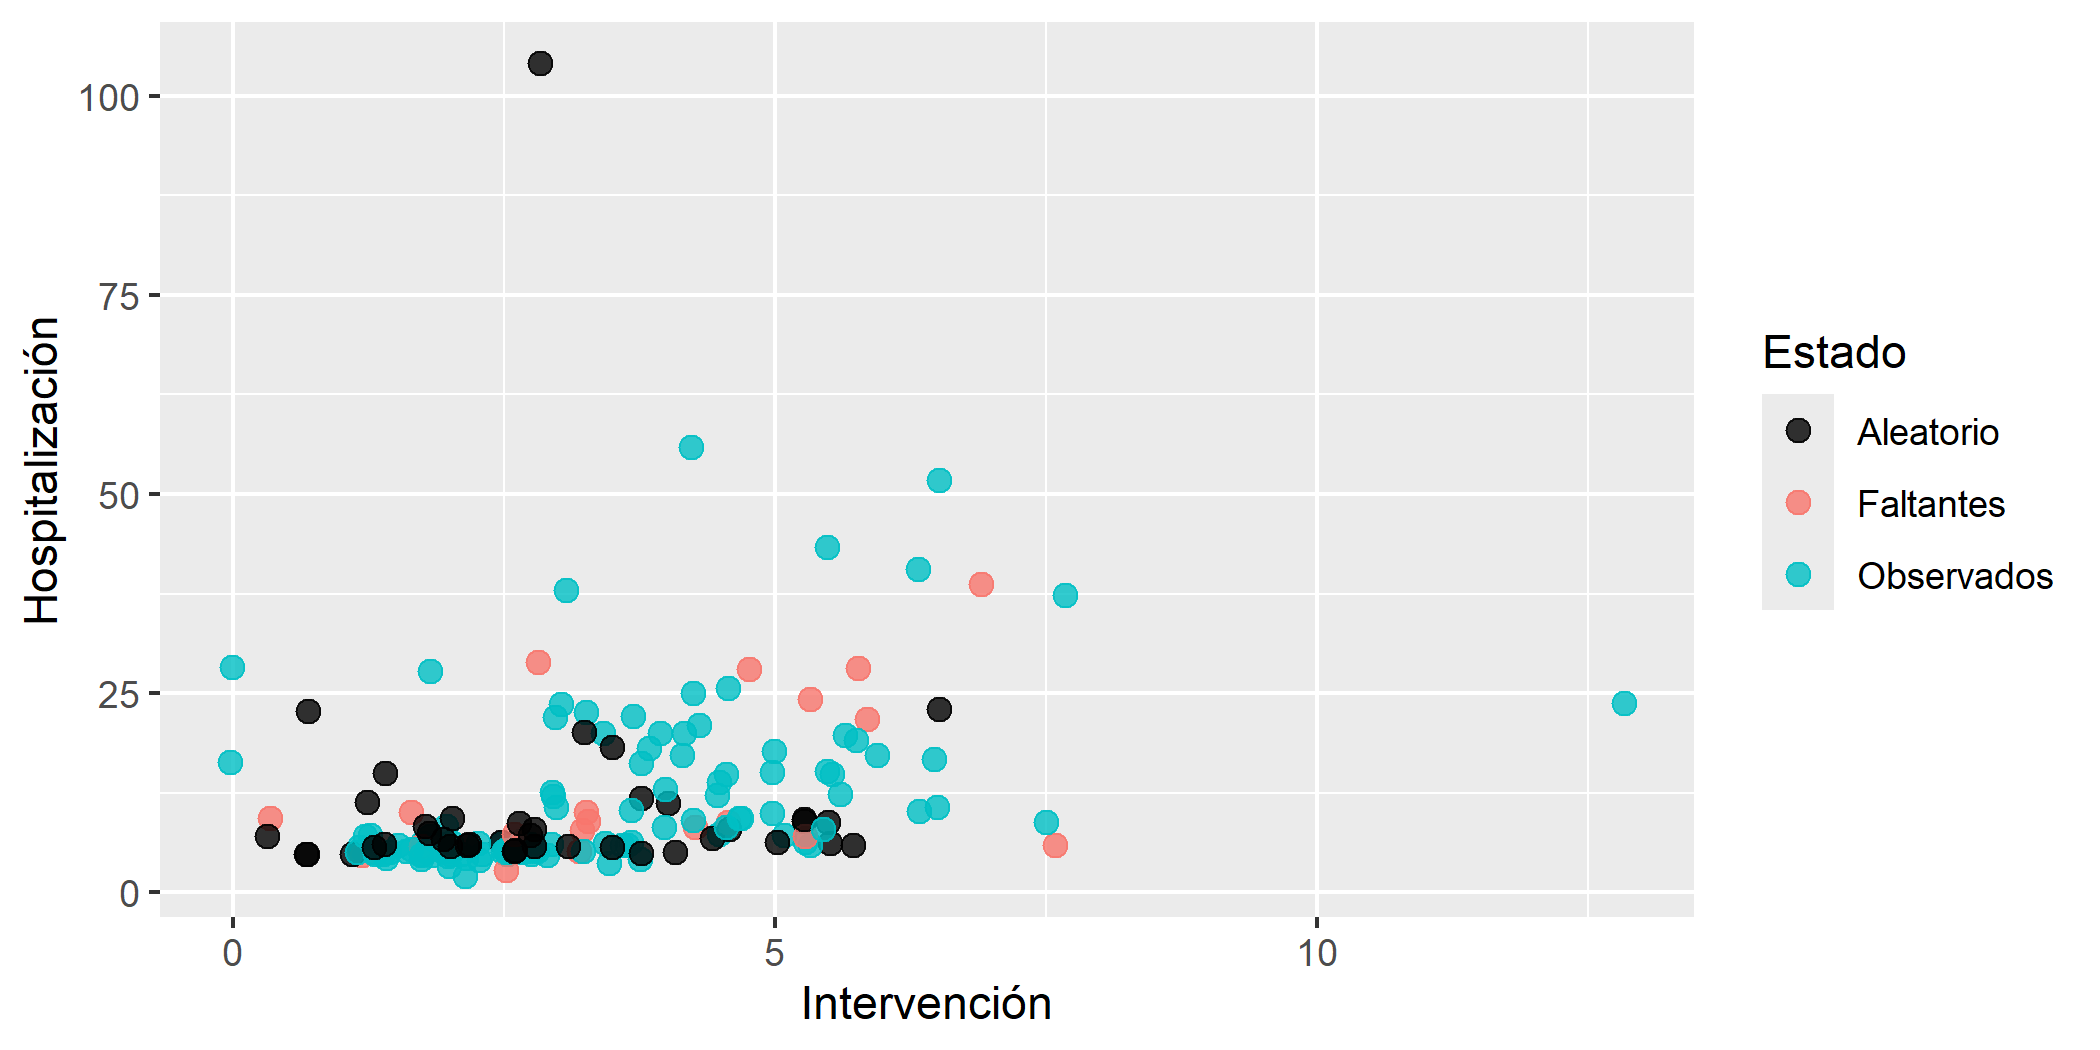 Hospitalización
100
75
50
25
0
0
5
10
Intervención
Estado
Aleatorio
Faltantes
Observados